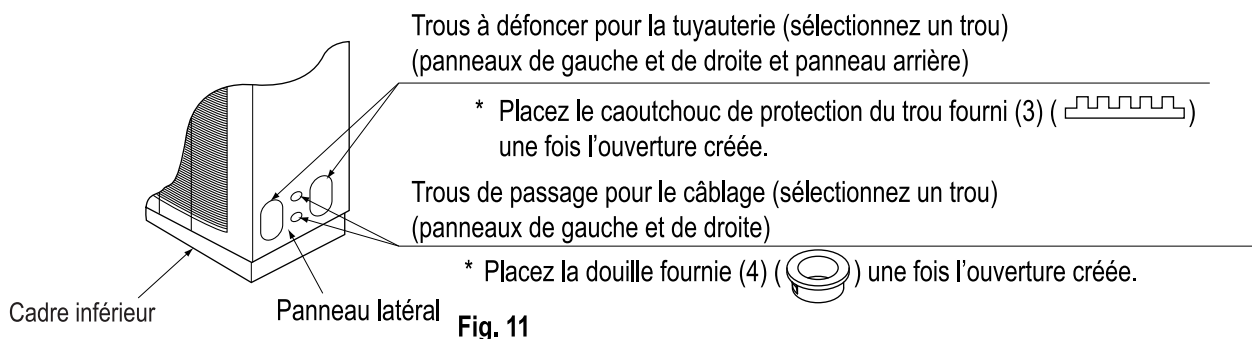 Trous à défoncer pour la tuyauterie (sélectionnez un trou)
(panneaux de gauche et de droite et panneau arrière)
* Placez le caoutchouc de protection du trou fourni (3) ( )
une fois l’ouverture créée.
Trous de passage pour le câblage (sélectionnez un trou)
(panneaux de gauche et de droite)
* Placez la douille fournie (4) ( ) une fois l’ouverture créée.
Cadre inférieur
Panneau latéral
Fig. 11